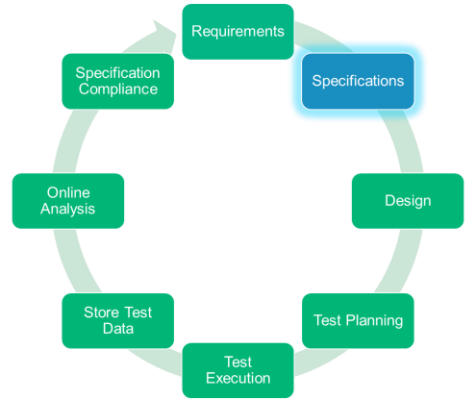 Requirements
Specifications
Design
Test Planning
Test
Execution
Store Test
Data
Online
Analysis
Specification
Compliance